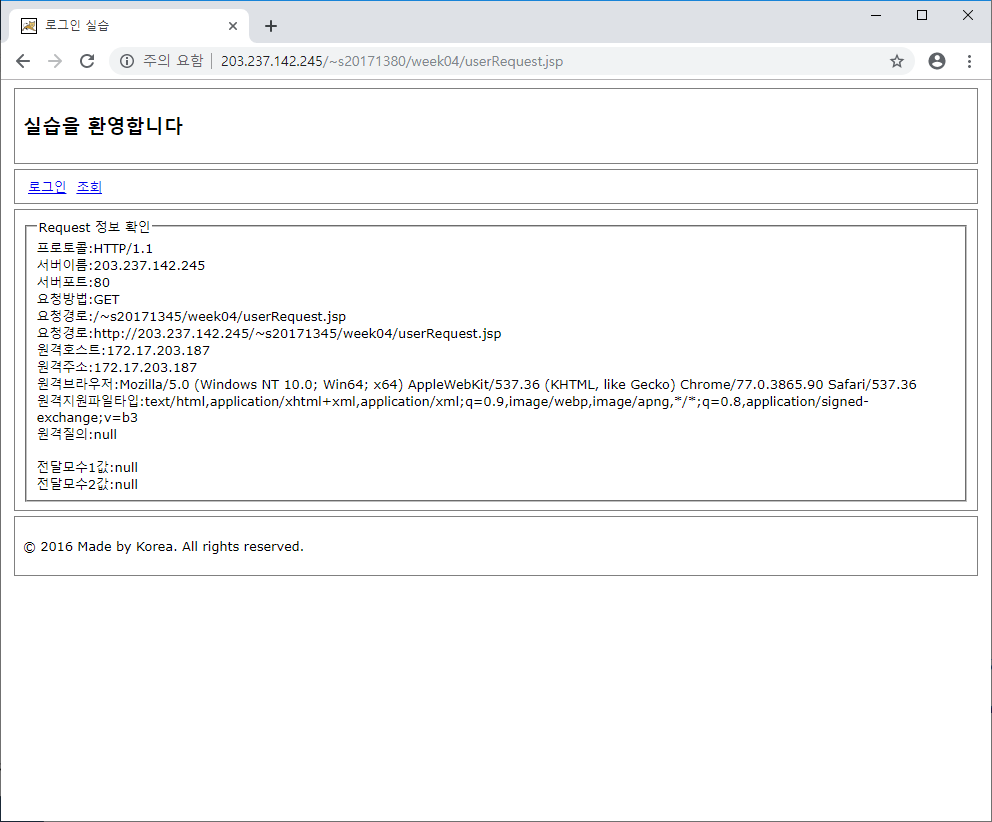 로그인 실습
주의 요함 | 203.237.142.245/~s20171380/week04/userRequest.jsp
실습을 환영합니다
로그인 조회
Request 정보 확인
프로토콜:HTTP/1.1
서버이름:203.237.142.245
서버포트:80
요청방법:GET
요청경로:/~s20171345/week04/userRequest.jsp
요청경로:http://203.237.142.245/~s20171345/week04/userRequest.jsp
원격호스트:172.17.203.187
원격주소:172.17.203.187
원격브라우저:Mozilla/5.0 (Windows NT 10.0; Win64; x64) AppleWebKit/537.36 (KHTML, like Gecko) Chrome/77.0.3865.90 Safari/537.36
원격지원파일타입:text/html,application/xhtml+xml,application/xml;q=0.9,image/webp,image/apng,*/*;q=0.8,application/signed-
exchange;v=b3
원격질의:null
전달모수1값:null
전달모수2값:null
© 2016 Made by Korea. All rights reserved.